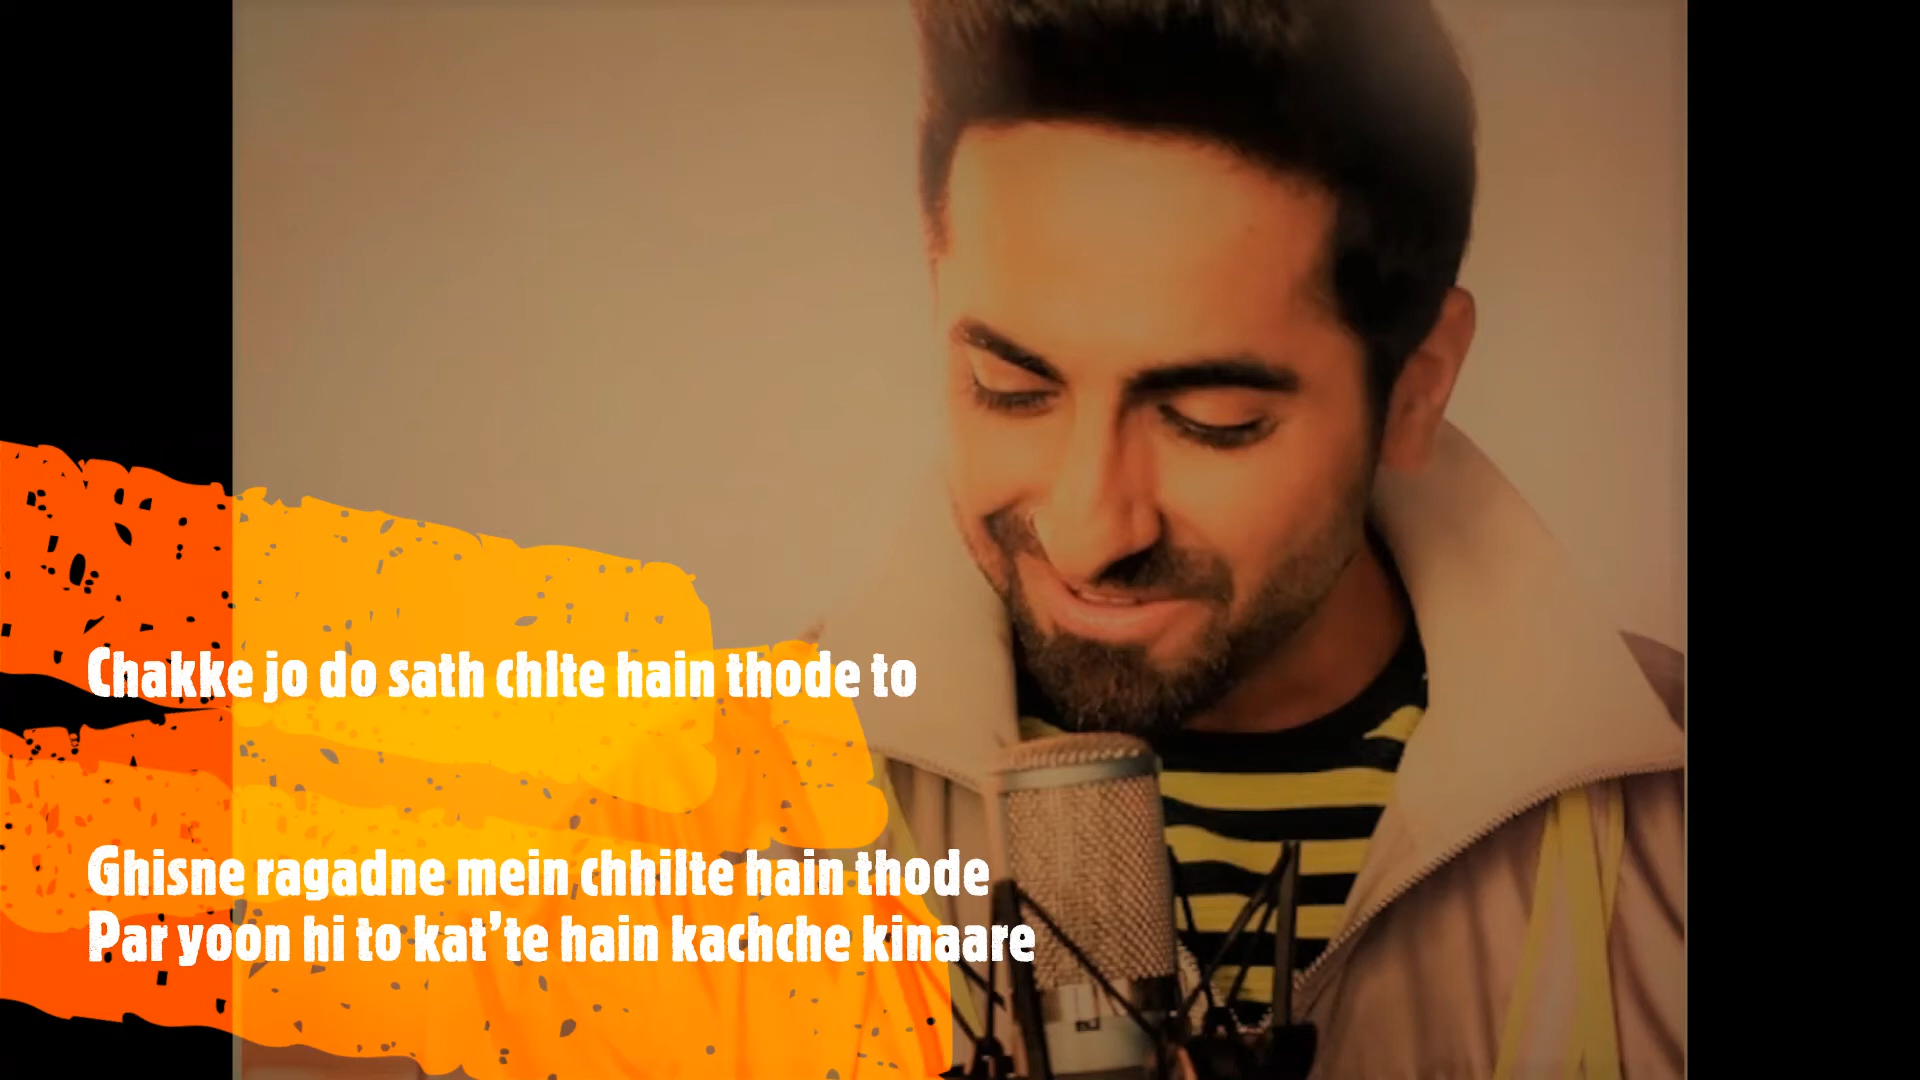 Chakke jo do sath chlte hain thode to
Ghisne ragadne mein chhilte hain thode
Par yoon hi to kat'te hain kachche kinaare